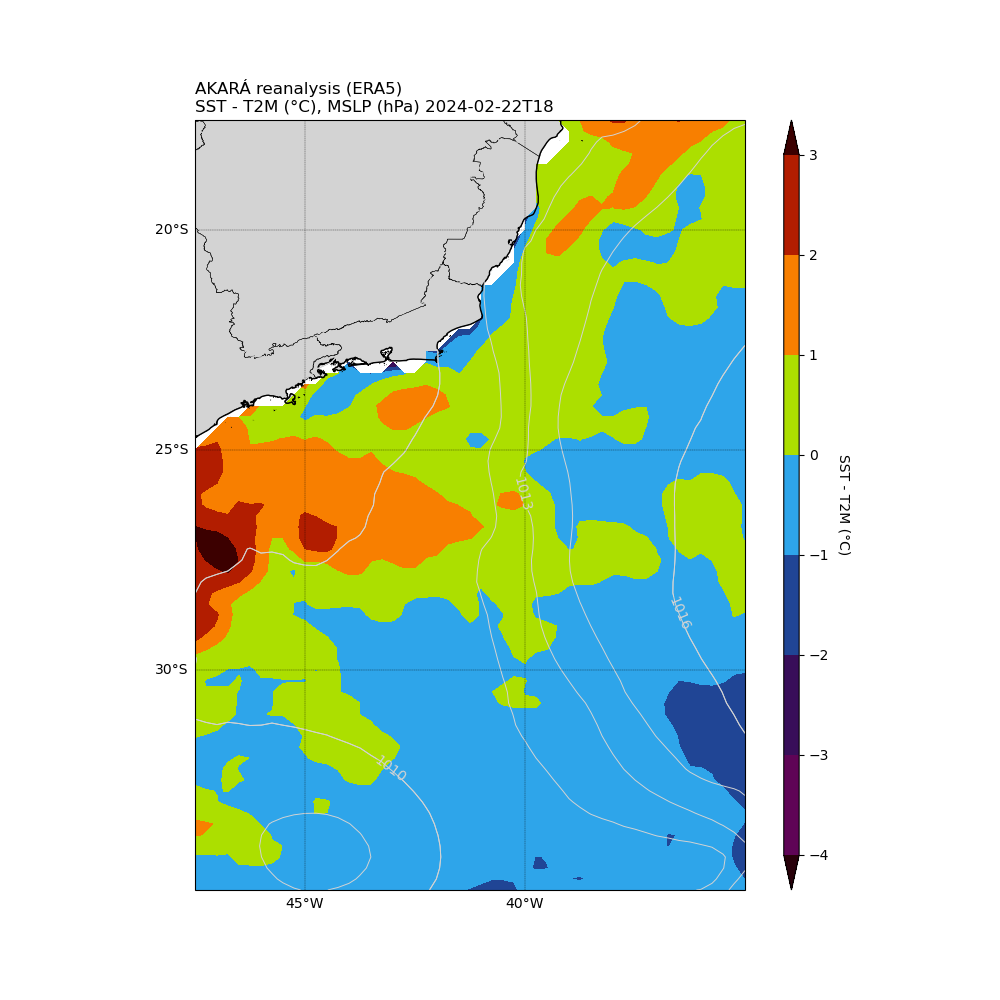 AKARÁ reanalysis (ERA5)
SST - T2M (°C), MSLP (hPa) 2024-02-22T18
3
2
20°S
1
0
25°S
SST - T2M (°C)
1013
−1
1016
−2
30°S
1010
−3
−4
45°W
40°W